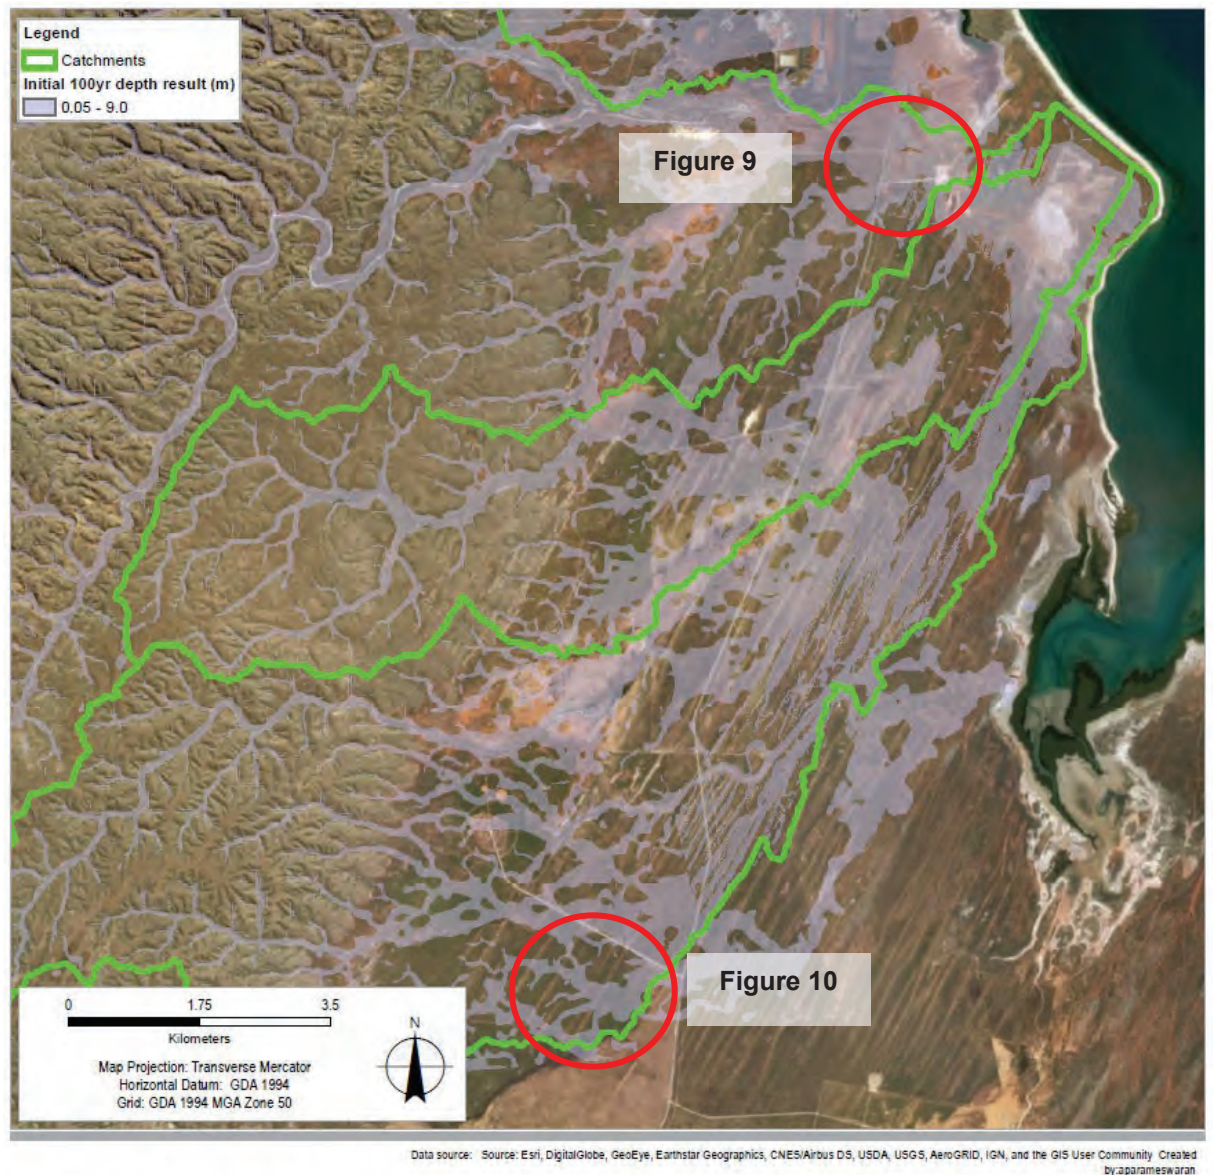 Legend
Catchments
Initial 100yr depth result (m)
0.05 - 9.0
Figure 9
Figure 10
0 1.75 3.5
Kilometers
N
Map Projection: Transverse Mercator
Horizontal Datum: GDA 1994
Grid: GDA 1994 MGA Zone 50
Data source: Source: Esri, DigitalGlobe, GeoEye, Earthstar Geographics, CNES/Airbus DS, USDA, USGS, AeroGRID, IGN, and the GIS User Community Created
by:aparameswaran